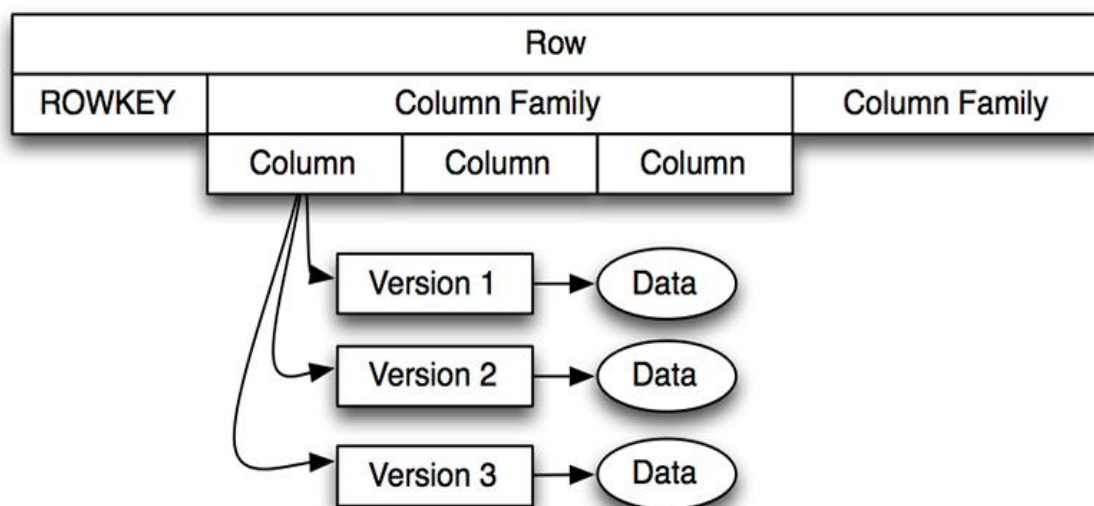 Row
ROWKEY Column Family Column Family
Column Column Column
Version 1 Data
Version 2 Data
Version 3 Data